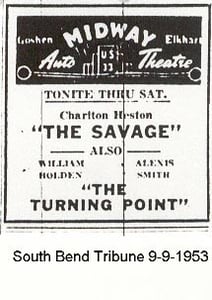 MIDWAY
Goshen Elkhart
Auto U.S. 33 Theatre
TONITE THRU SAT.
Charlton Heston
"THE SAVAGE"
— ALSO —
WILLIAM ALEXIS
HOLDEN SMITH
"THE
TURNING POINT"
South Bend Tribune 9-9-1953